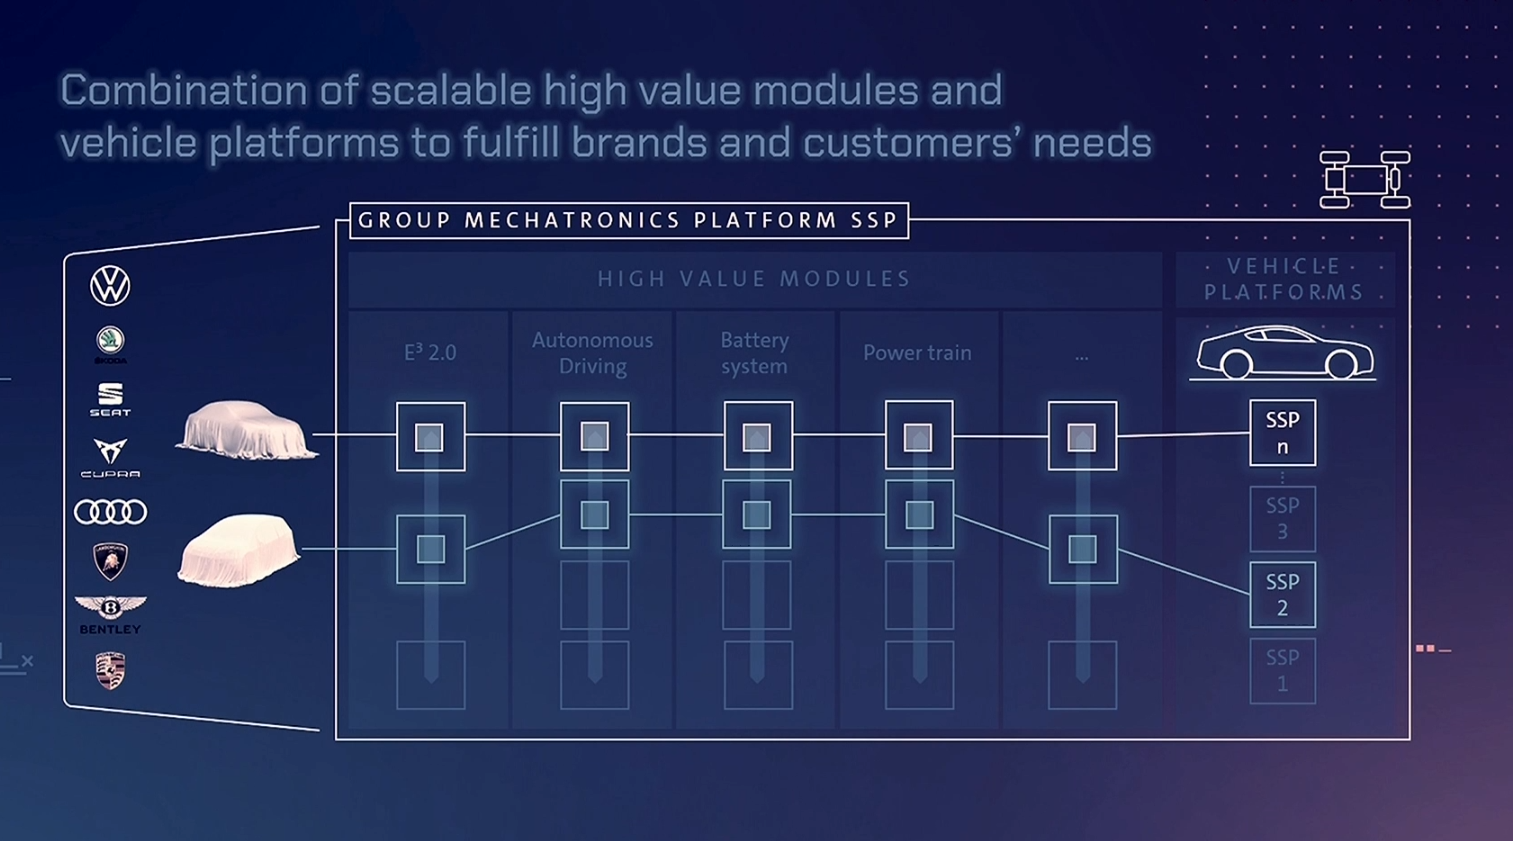 Combination of scalable high value modules and
vehicle platforms to fulfill brands and customers’ needs
GROUP MECHATRONICS PLATFORM SSP
HIGH VALUE MODULES
VEHICLE
PLATFORMS
E³ 2.0
Autonomous
Driving
Battery
system
Power train
...
ŠKODA
SEAT
CUPRA
BENTLEY
SSP
n
SSP
3
SSP
2
SSP
1